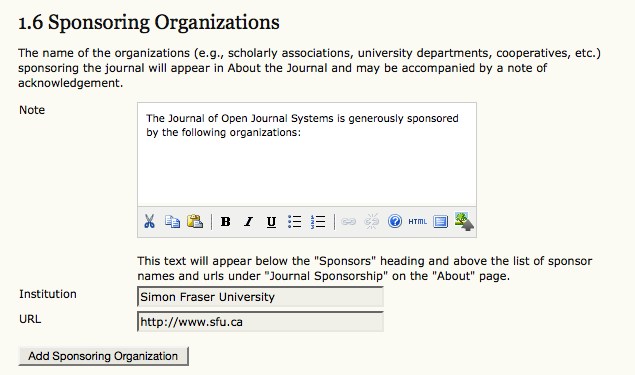 1.6 Sponsoring Organizations
The name of the organizations (e.g., scholarly associations, university departments, cooperatives, etc.)
sponsoring the journal will appear in About the Journal and may be accompanied by a note of
acknowledgement.
Note
The Journal of Open Journal Systems is generously sponsored
by the following organizations:
B I U HTML
This text will appear below the "Sponsors" heading and above the list of sponsor
names and urls under "Journal Sponsorship" on the "About" page.
Institution Simon Fraser University
URL http://www.sfu.ca
Add Sponsoring Organization